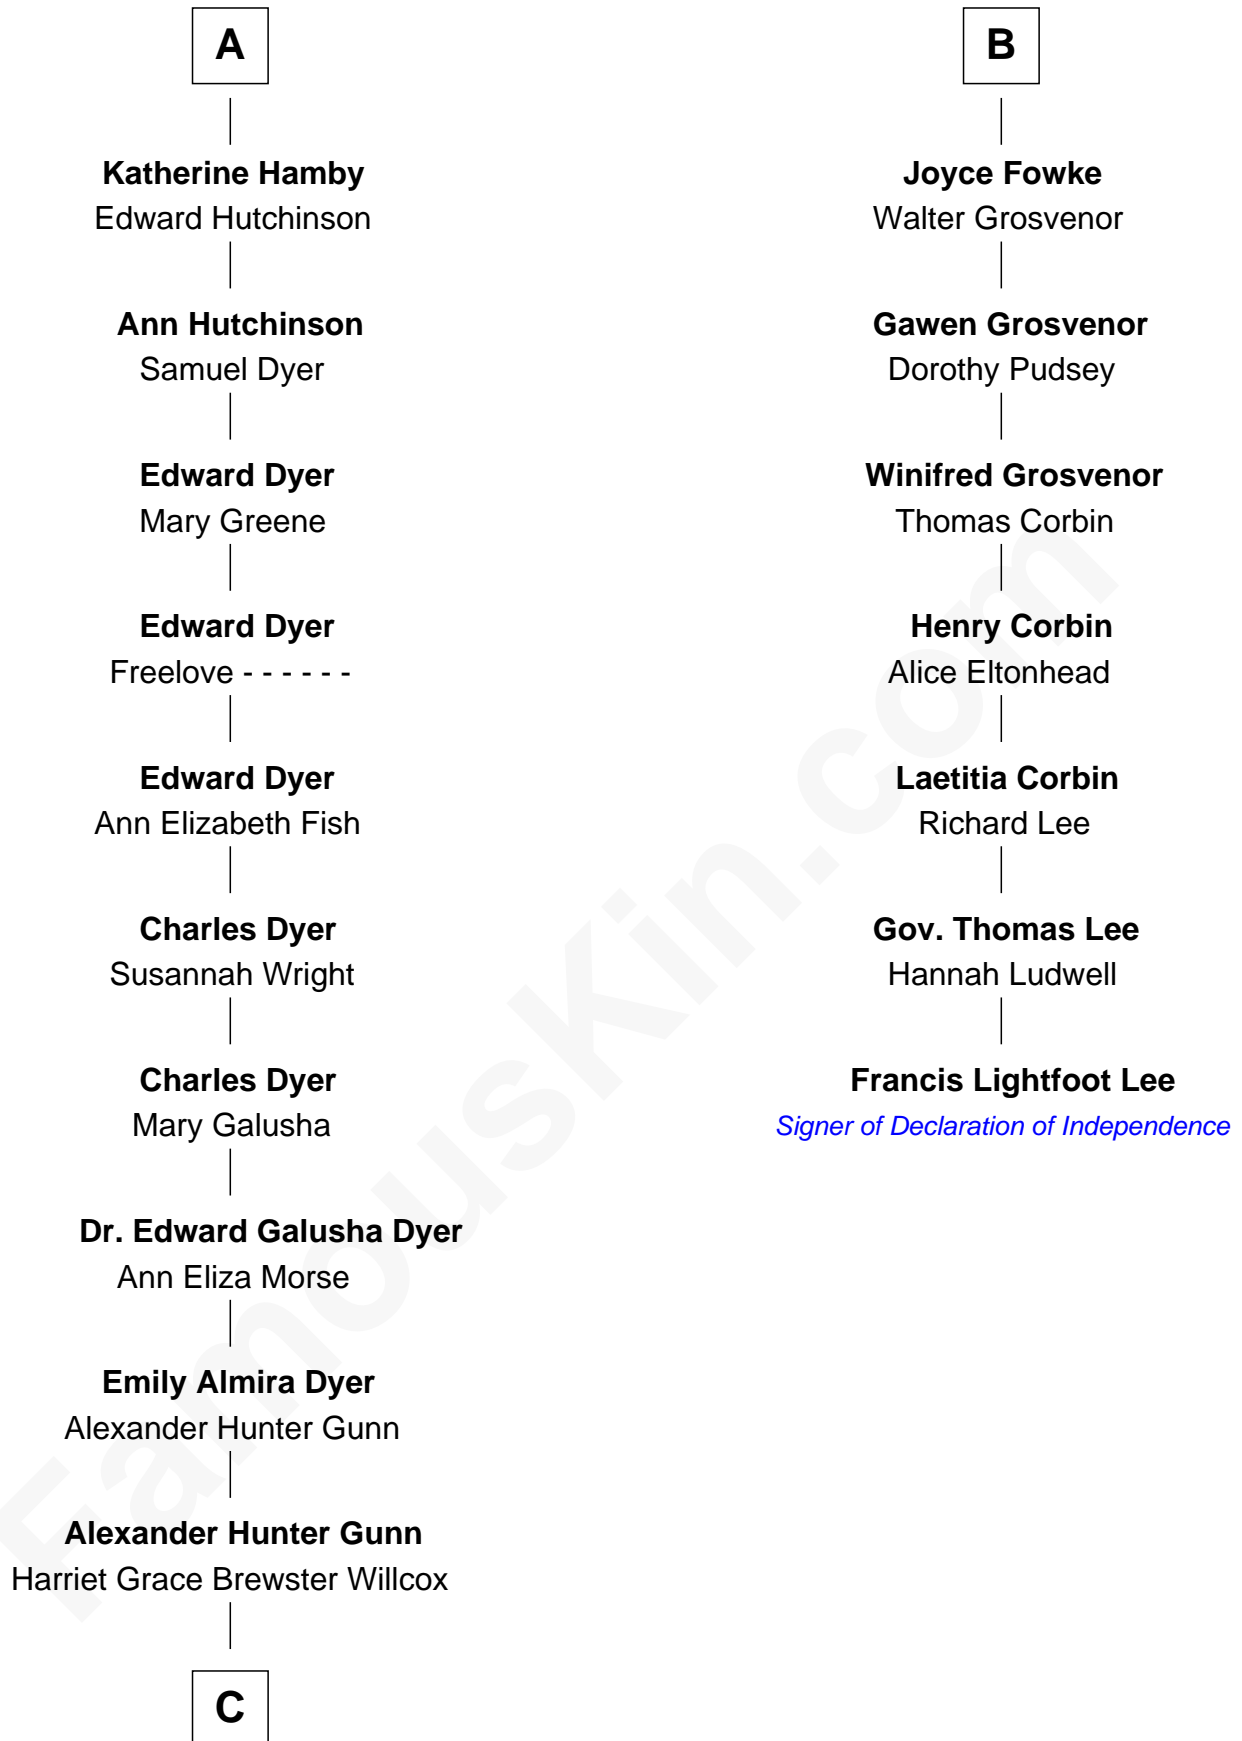 A
Katherine Hamby
Edward Hutchinson
Ann Hutchinson
Samuel Dyer
Edward Dyer
Mary Greene
Edward Dyer
Freelove - - - - - -
Edward Dyer
Ann Elizabeth Fish
Charles Dyer
Susannah Wright
Charles Dyer
Mary Galusha
Dr. Edward Galusha Dyer
Ann Eliza Morse
Emily Almira Dyer
Alexander Hunter Gunn
Alexander Hunter Gunn
Harriet Grace Brewster Willcox
C
B
Joyce Fowke
Walter Grosvenor
Gawen Grosvenor
Dorothy Pudsey
Winifred Grosvenor
Thomas Corbin
Henry Corbin
Alice Eltonhead
Laetitia Corbin
Richard Lee
Gov. Thomas Lee
Hannah Ludwell
Francis Lightfoot Lee
Signer of Declaration of Independence
FamousKin.com